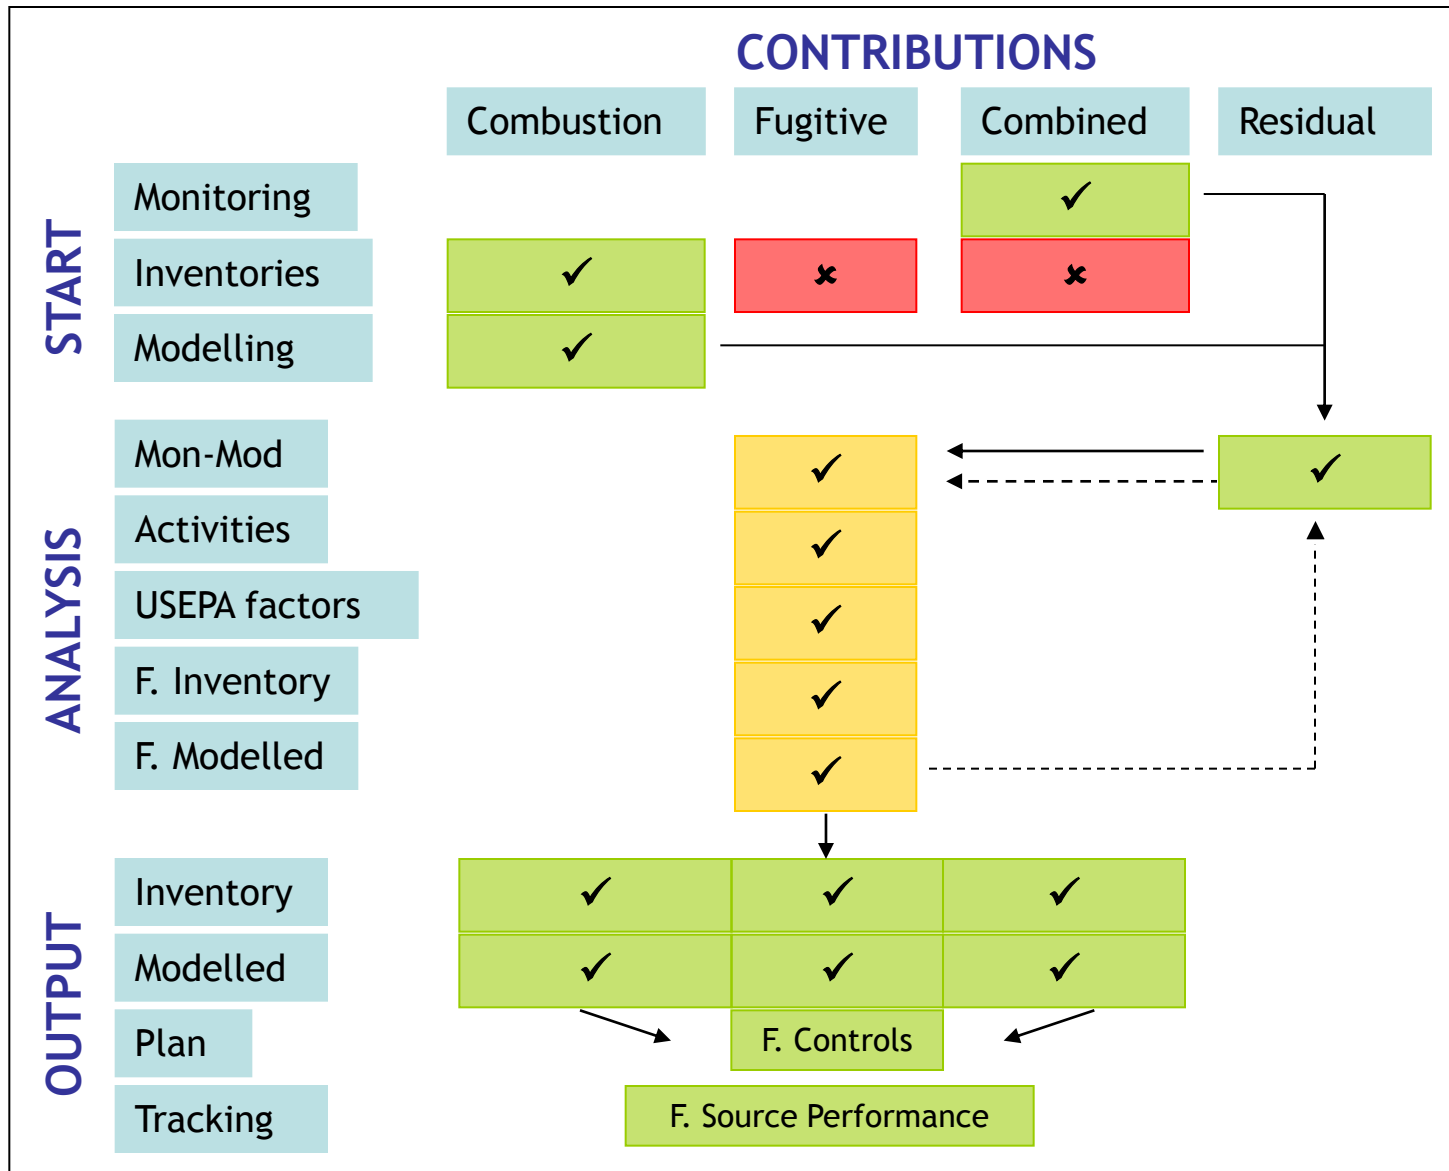 CONTRIBUTIONS
Combustion Fugitive Combined Residual
START
Monitoring ✓
Inventories ✓ ✘ ✘
Modelling ✓
ANALYSIS
Mon-Mod ✓ ✓
Activities ✓
USEPA factors ✓
F. Inventory ✓
F. Modelled ✓
OUTPUT
Inventory ✓ ✓ ✓
Modelled ✓ ✓ ✓
Plan F. Controls
Tracking F. Source Performance